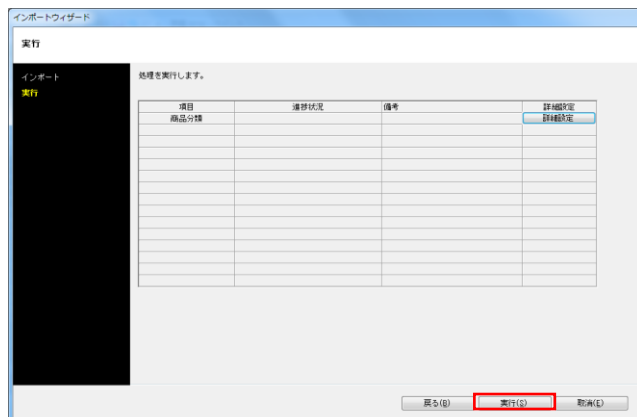 インポートウィザード
実行
インポート
実行
処理を実行します。
項目 進捗状況 備考 詳細設定
商品分類 詳細設定
戻る(B) 実行(S) 取消(E)